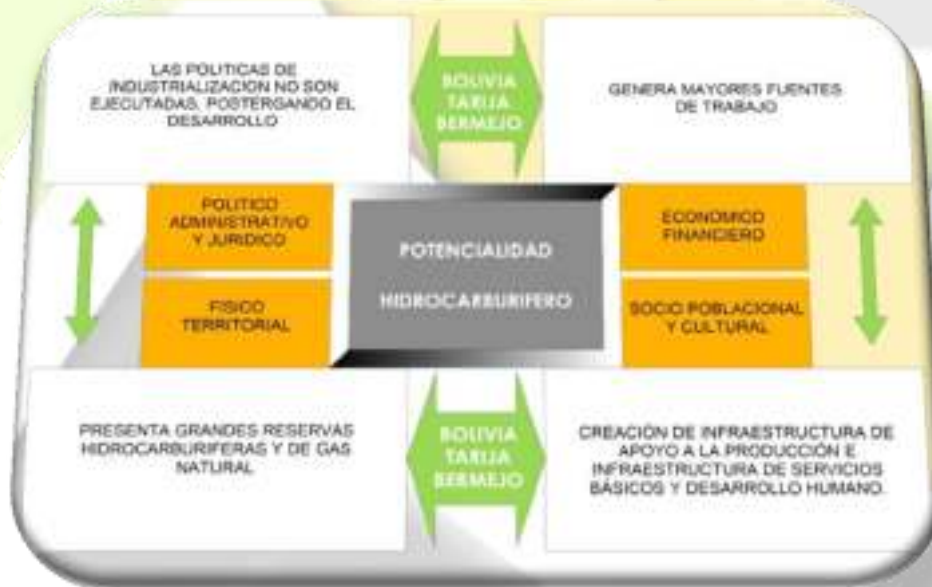 LAS POLITICAS DE
INDUSTRIALIZACION NO SON
EJECUTADAS, POSTERGANDO EL
DESARROLLO
BOLIVIA
TARIJA
BERMEJO
GENERA MAYORES FUENTES
DE TRABAJO
POLITICO
ADMINISTRATIVO
Y JURIDICO
POTENCIALIDAD
HIDROCARBURIFERO
ECONOMICO
FINANCIERO
FÍSICO
TERRITORIAL
SOCIO POBLACIONAL
Y CULTURAL
PRESENTA GRANDES RESERVAS
HIDROCARBURIFERAS Y DE GAS
NATURAL
BOLIVIA
TARIJA
BERMEJO
CREACIÓN DE INFRAESTRUCTURA DE
APOYO A LA PRODUCCIÓN E
INFRAESTRUCTURA DE SERVICIOS
BÁSICOS Y DESARROLLO HUMANO.